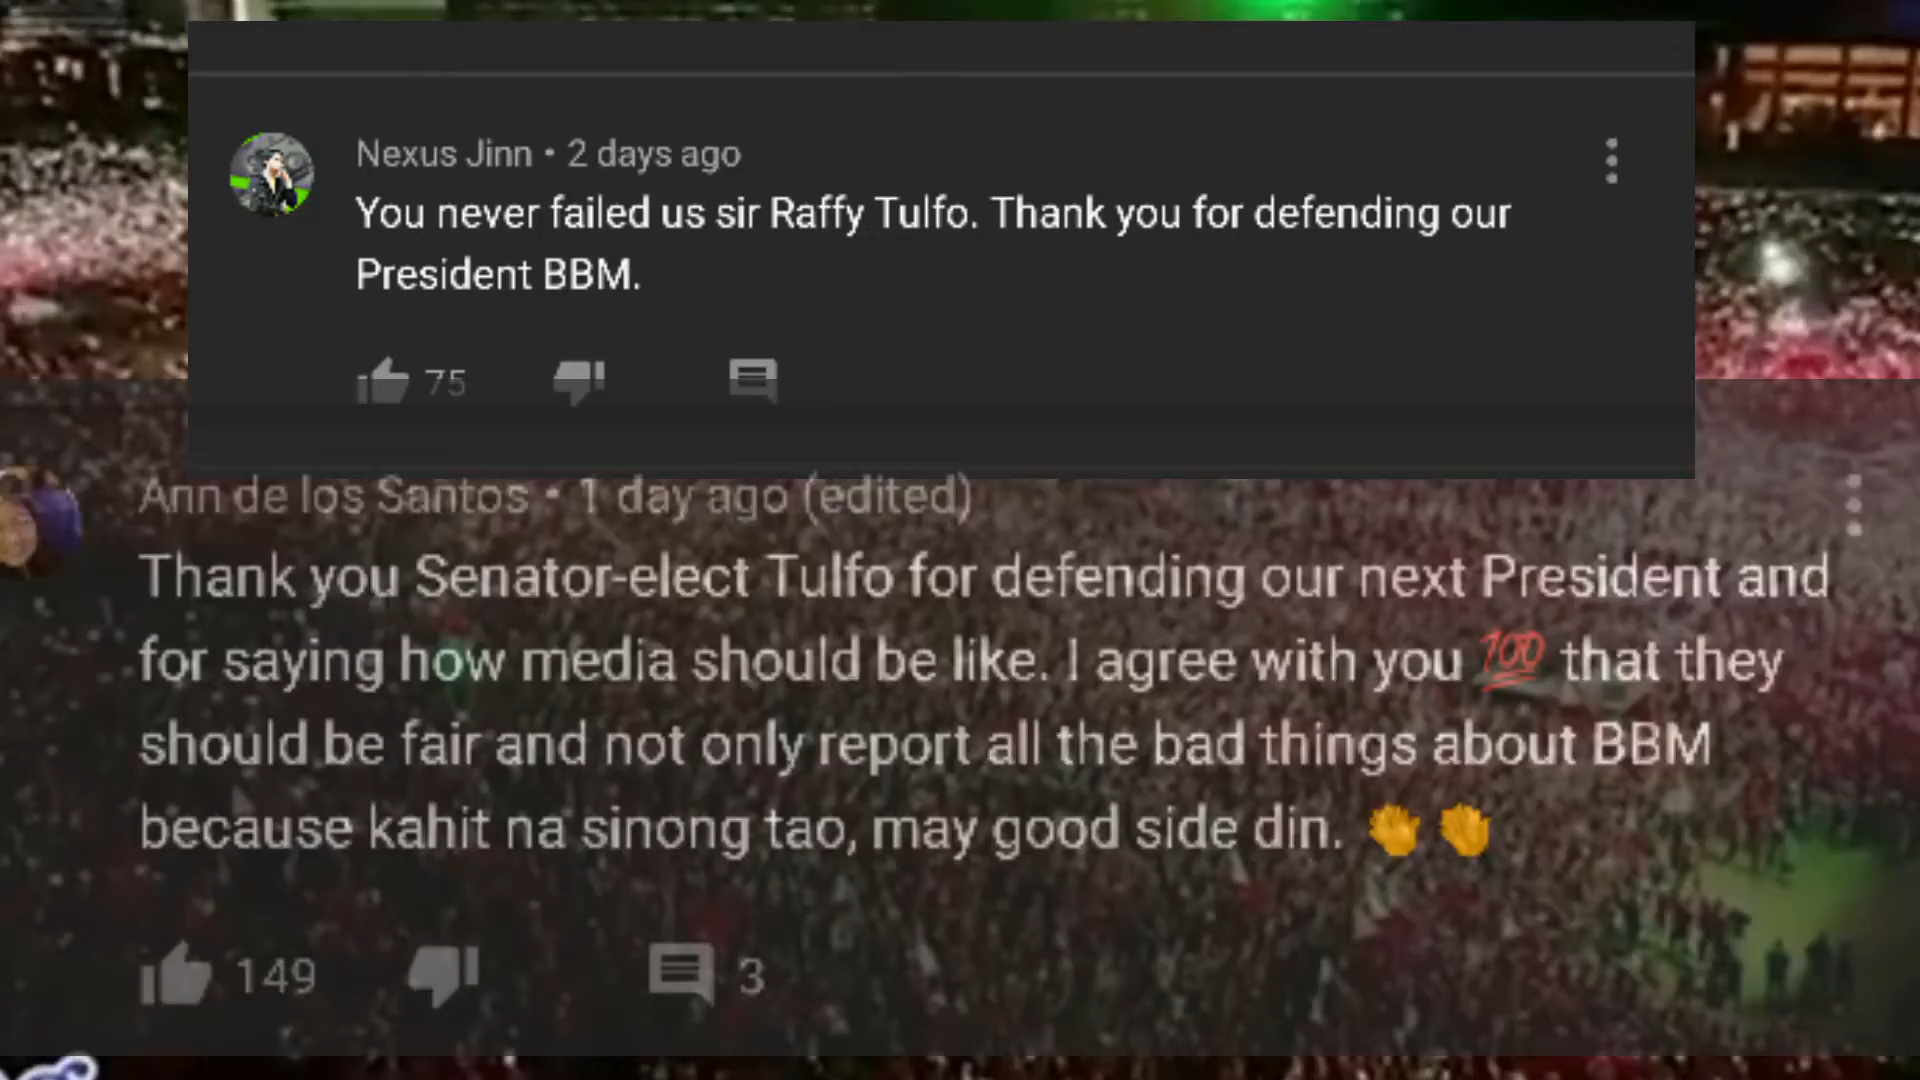 Nexus Jinn • 2 days ago
You never failed us sir Raffy Tulfo. Thank you for defending our
President BBM.
75
Ann de los Santos • 1 day ago (edited)
Thank you Senator-elect Tulfo for defending our next President and
for saying how media should be like. I agree with you 💯 that they
should be fair and not only report all the bad things about BBM
because kahit na sinong tao, may good side din. 👏👏
149 3